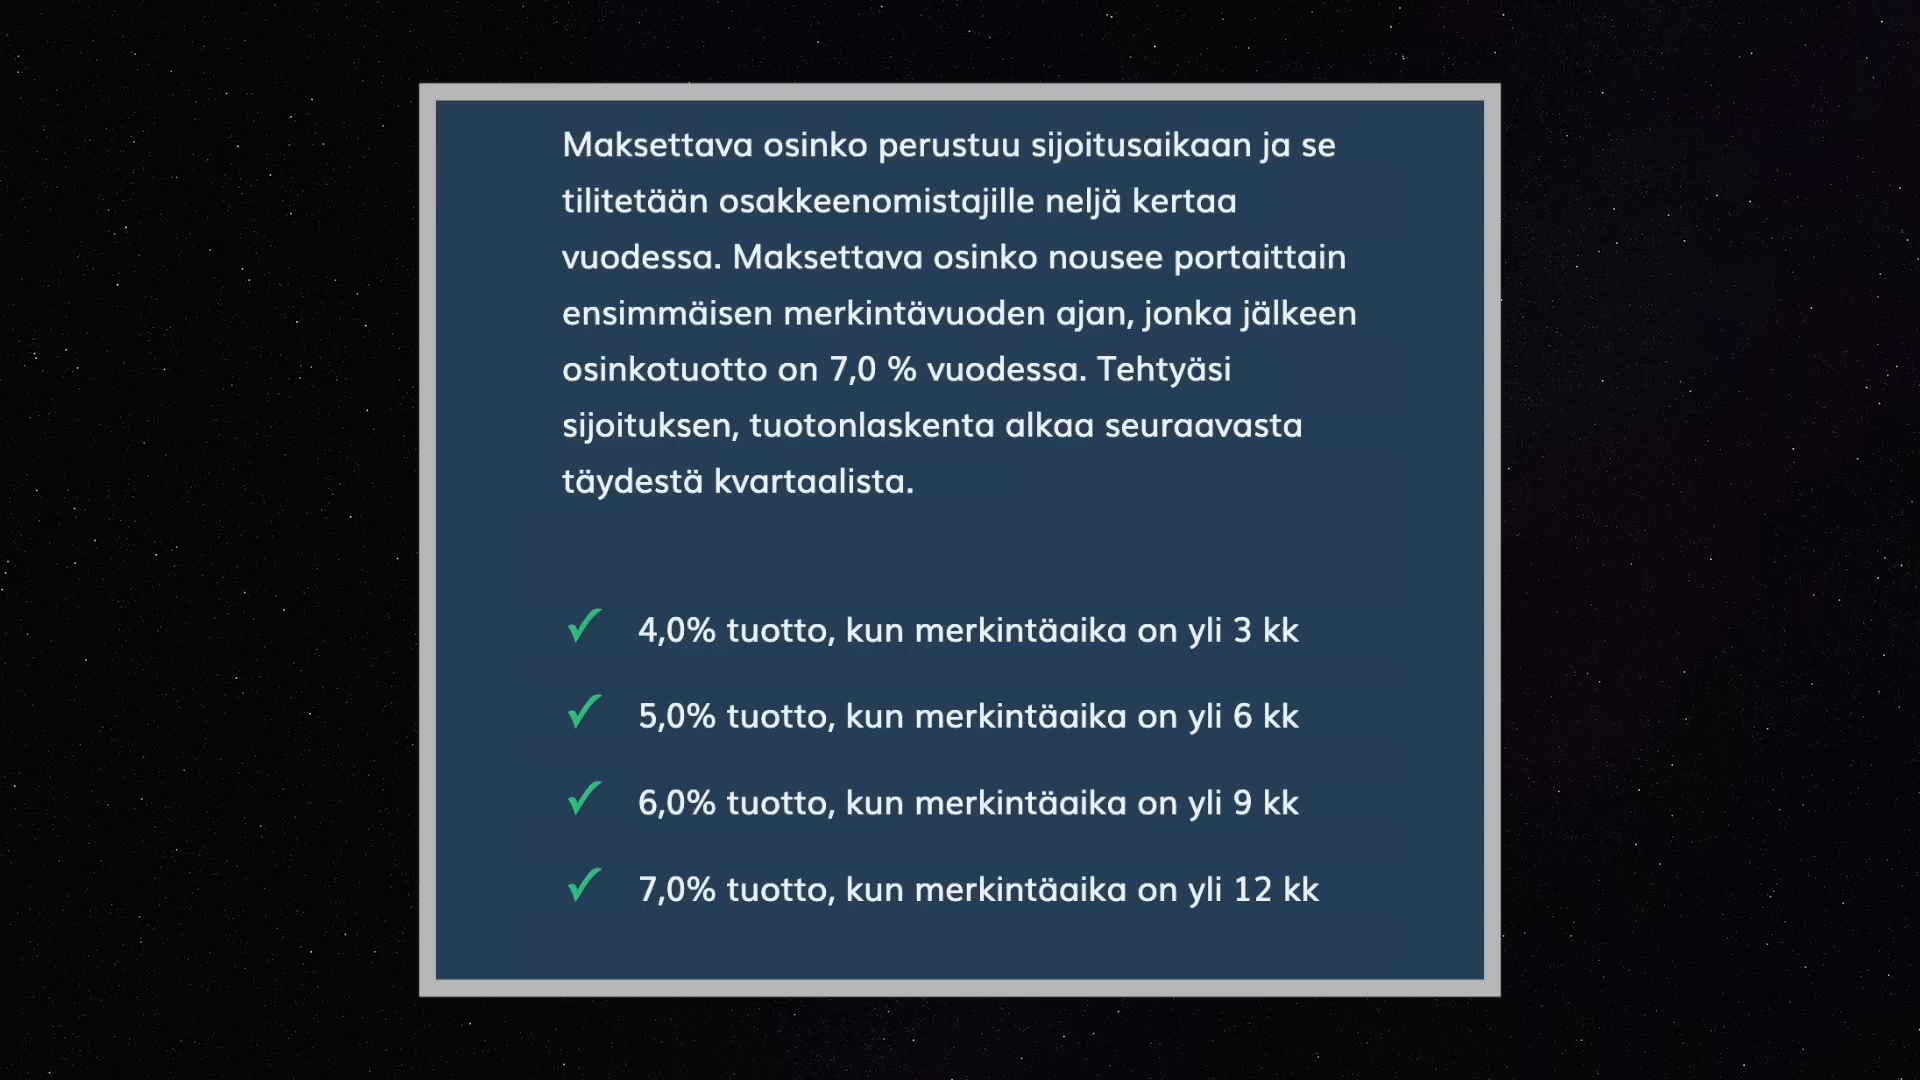 Maksettava osinko perustuu sijoitusaikaan ja se
tilitetään osakkeenomistajille neljä kertaa
vuodessa. Maksettava osinko nousee portaittain
ensimmäisen merkintävuoden ajan, jonka jälkeen
osinkotuotto on 7,0 % vuodessa. Tehtyäsi
sijoituksen, tuotonlaskenta alkaa seuraavasta
täydestä kvartaalista.
4,0% tuotto, kun merkintäaika on yli 3 kk
5,0% tuotto, kun merkintäaika on yli 6 kk
6,0% tuotto, kun merkintäaika on yli 9 kk
7,0% tuotto, kun merkintäaika on yli 12 kk